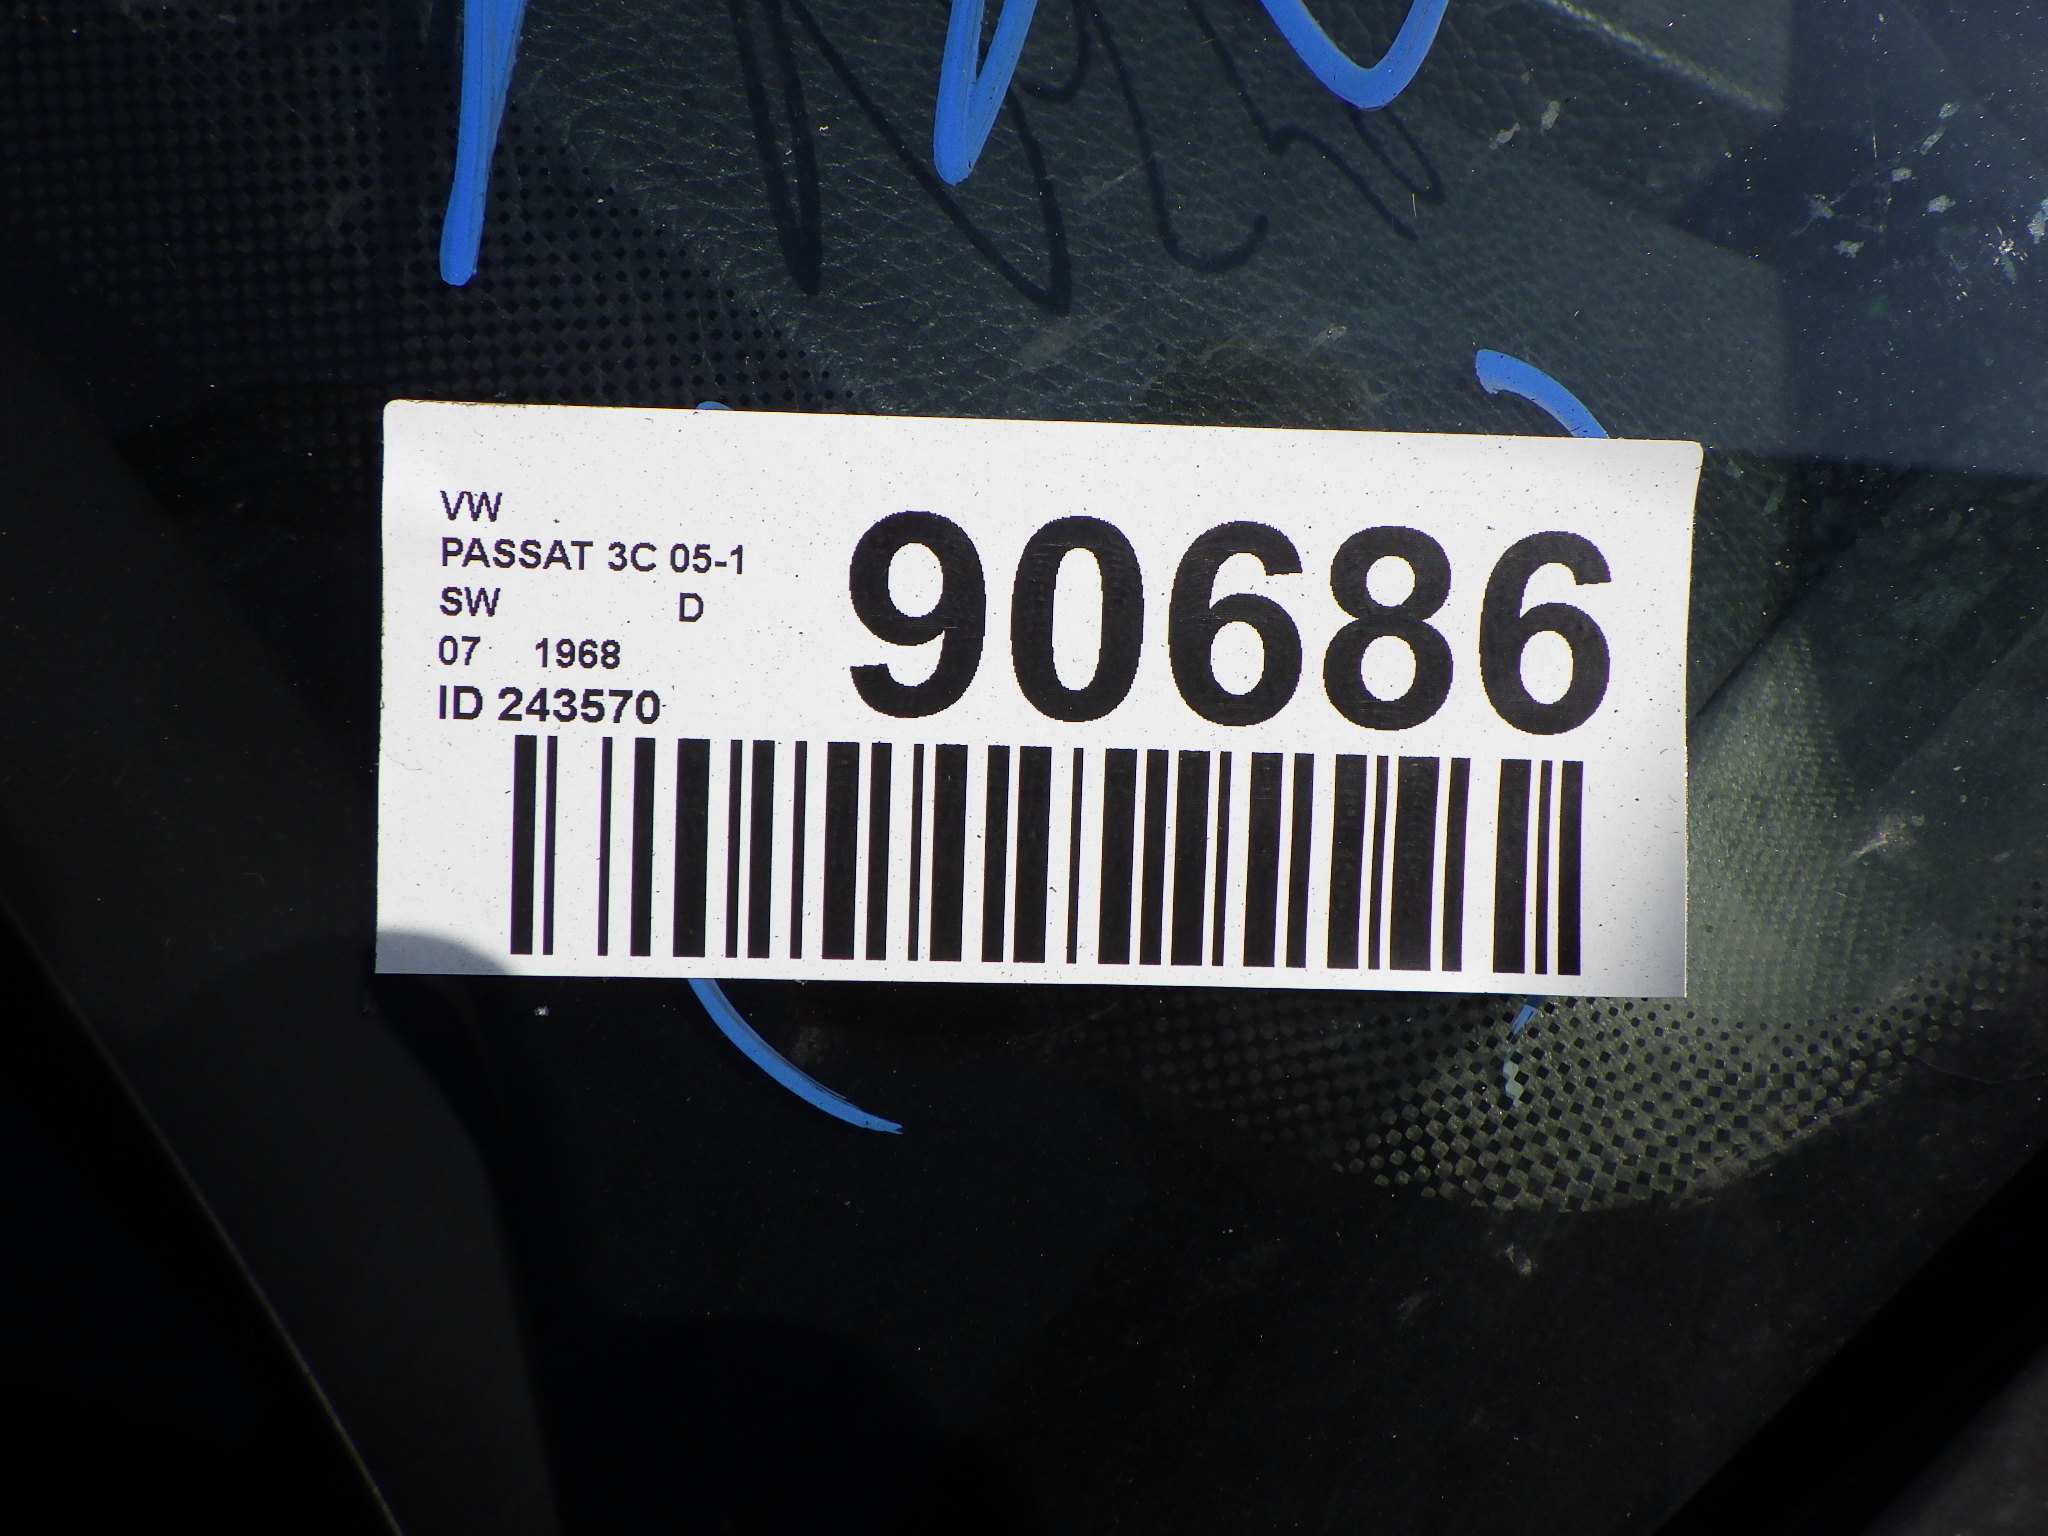 VW
PASSAT 3C 05-1
SW D
07 1968
ID 243570
90686